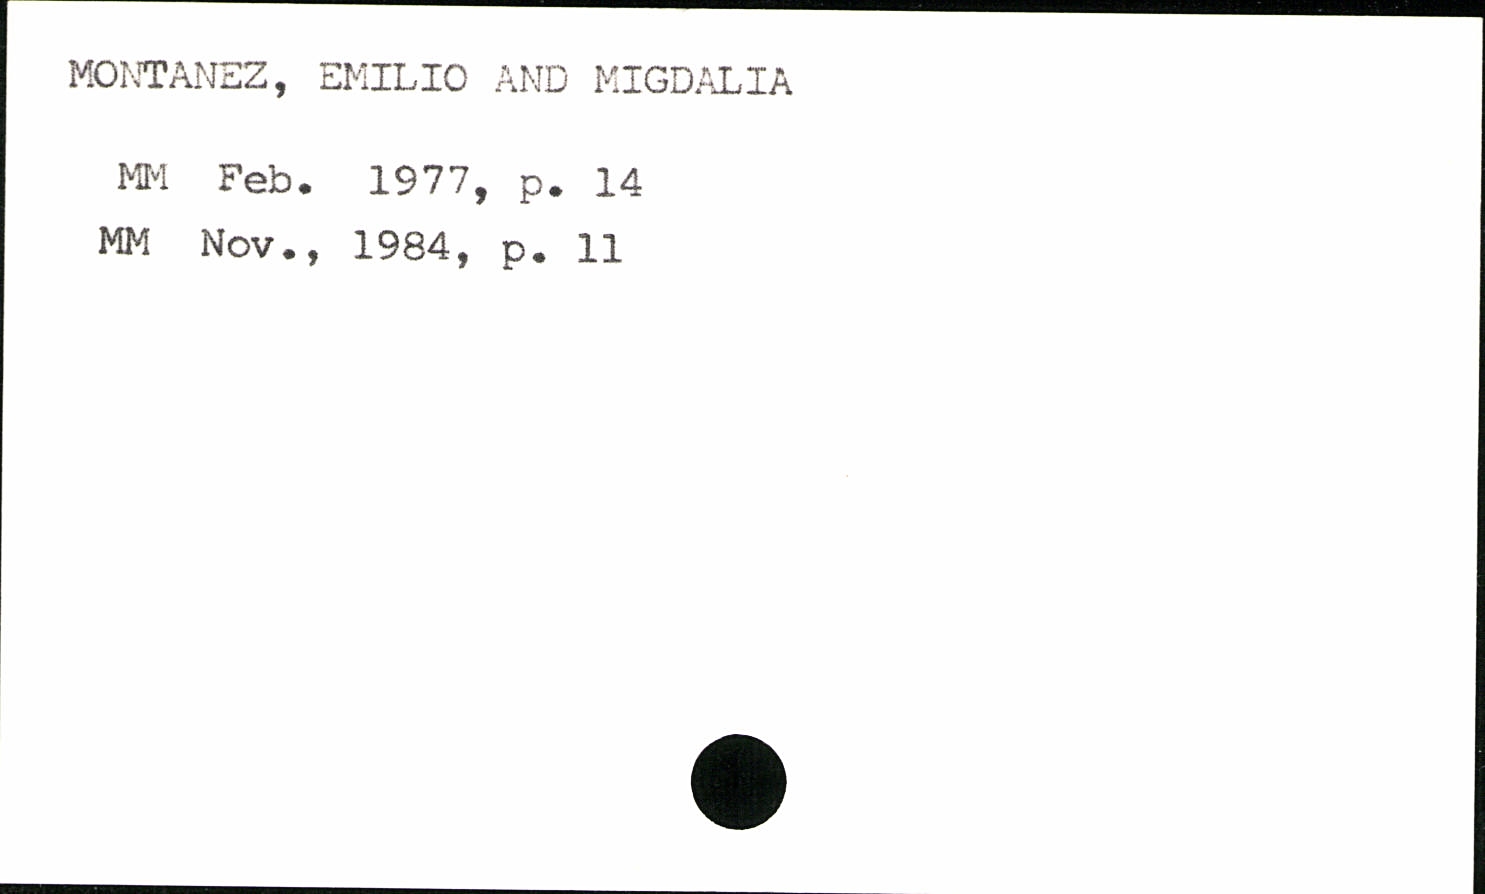 MONTANEZ, EMILIO AND MIGDALIA
MM Feb. 1977, p. 14
MM Nov., 1984, p. 11